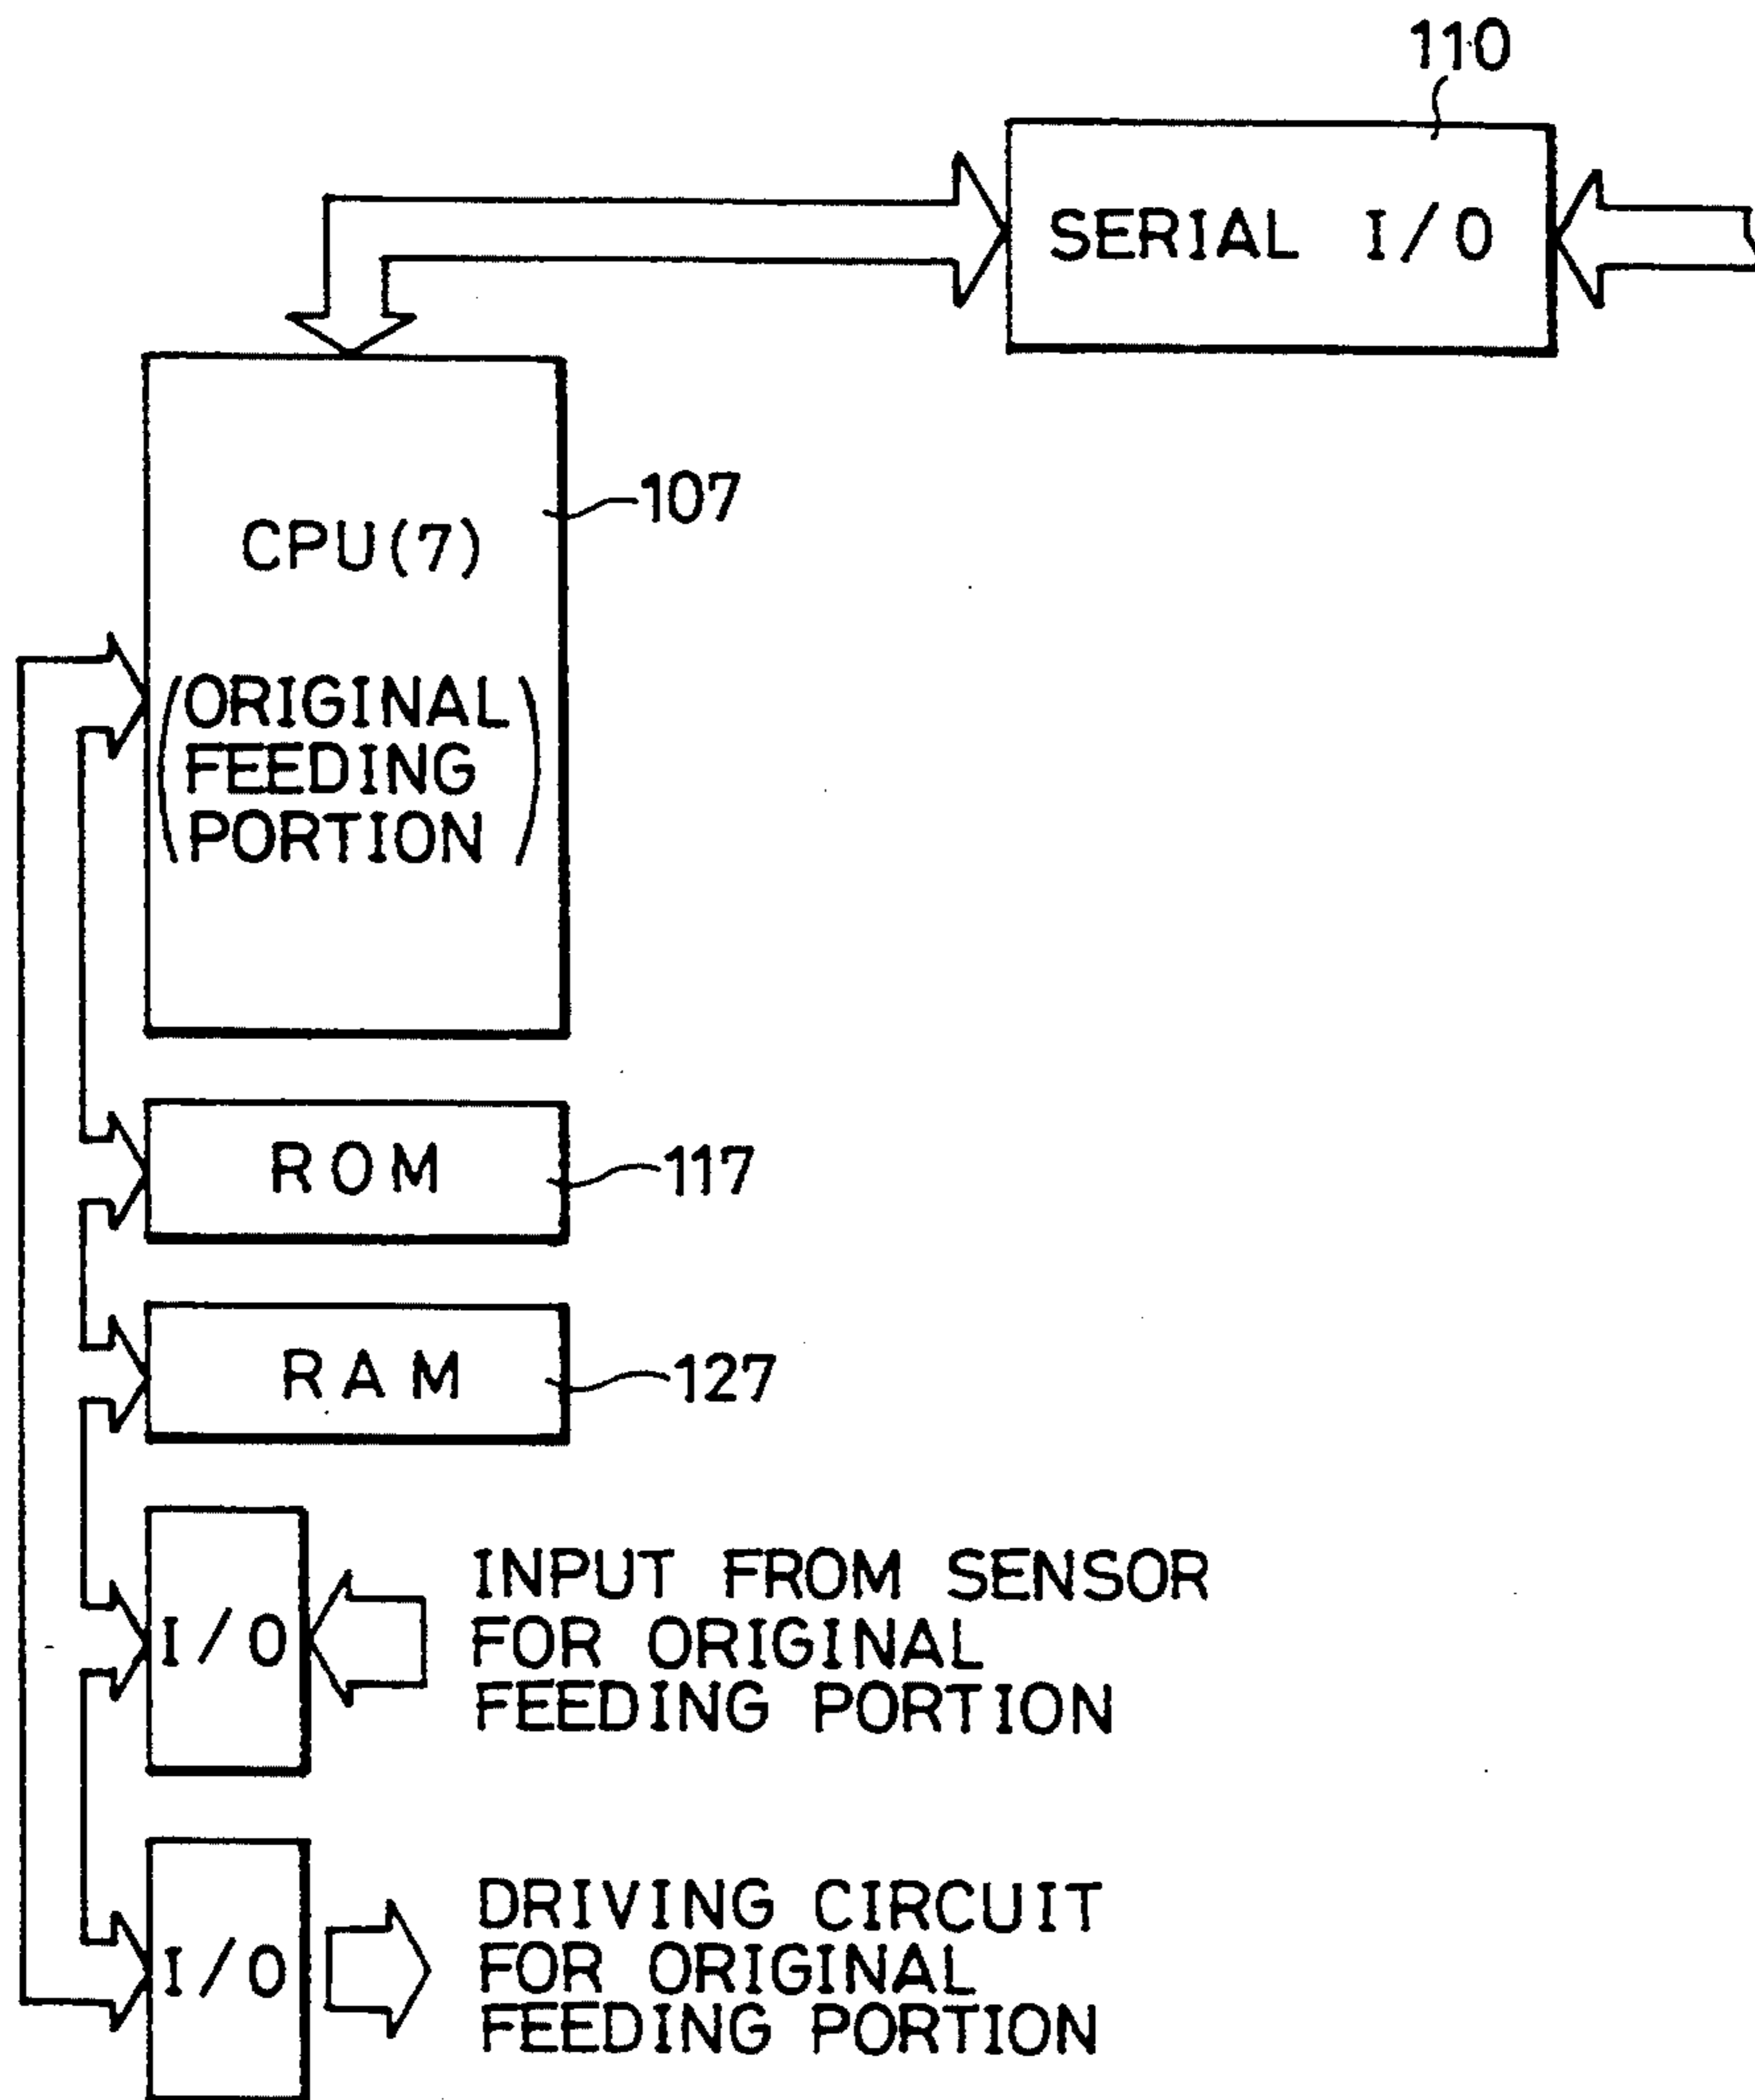 110
SERIAL I/O
107
CPU(7)
(ORIGINAL
FEEDING
PORTION)
ROM
117
RAM
127
I/O
INPUT FROM SENSOR
FOR ORIGINAL
FEEDING PORTION
I/O
DRIVING CIRCUIT
FOR ORIGINAL
FEEDING PORTION